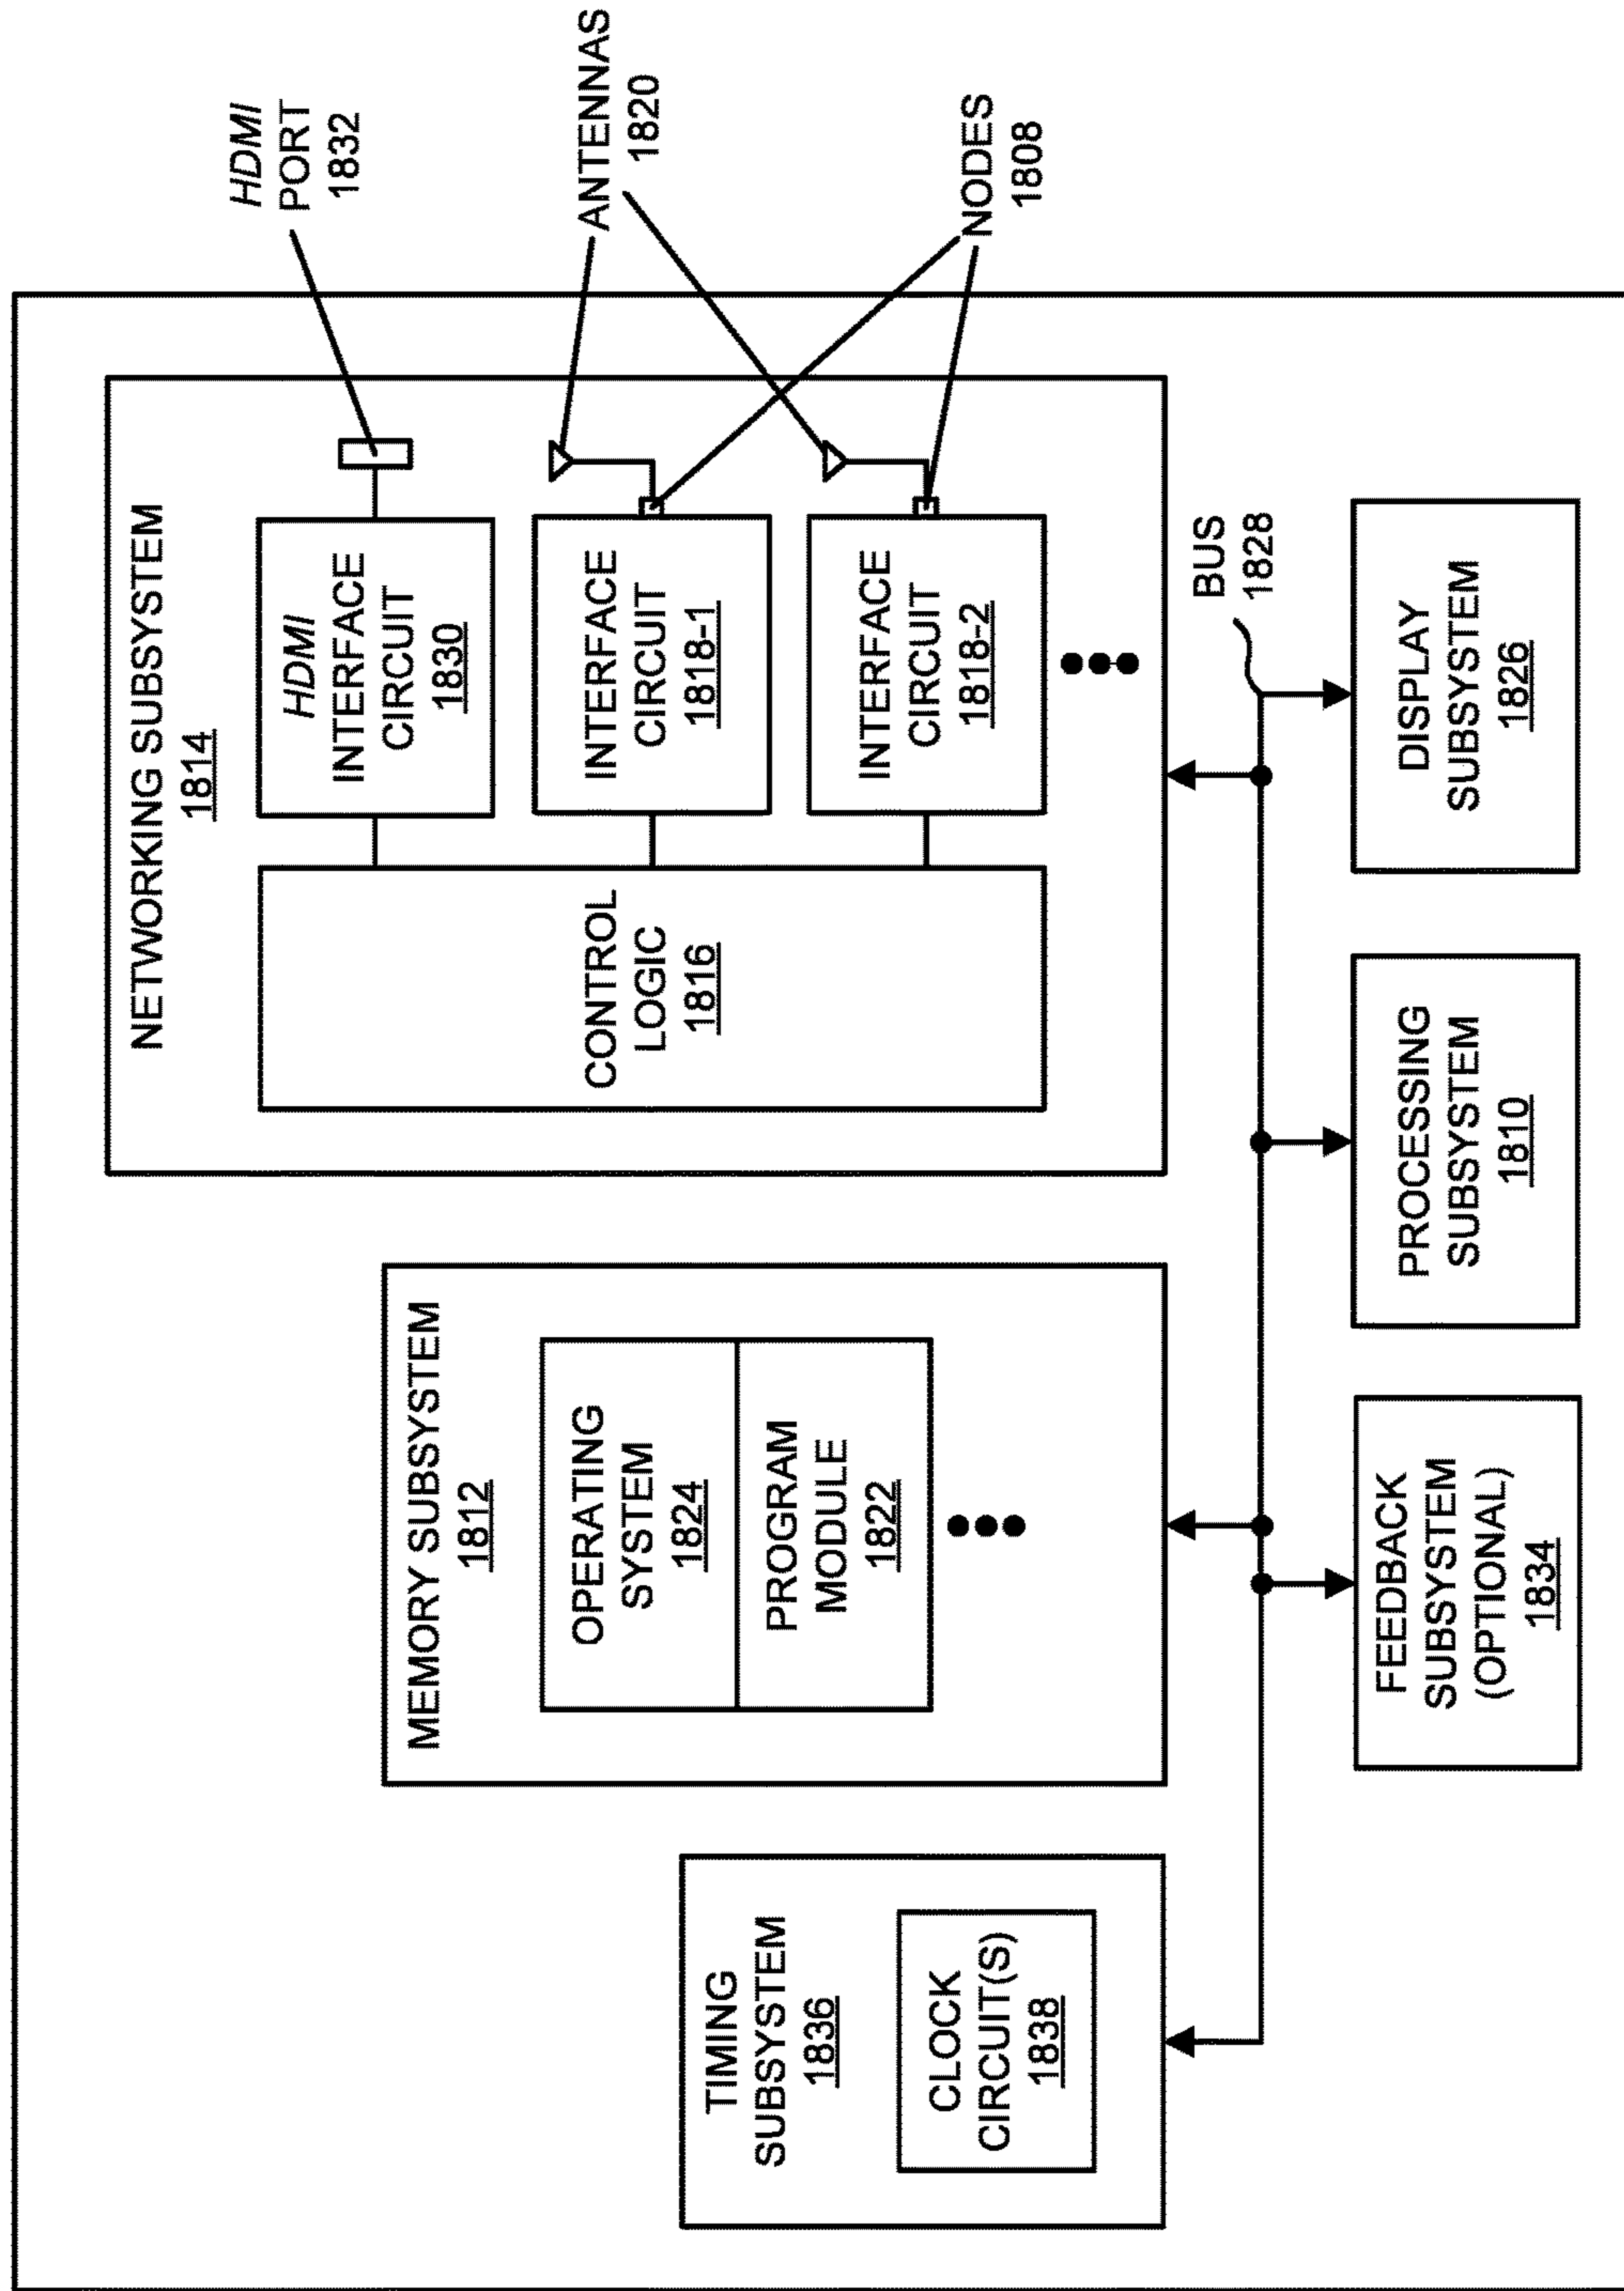 TIMING
SUBSYSTEM
1836
CLOCK
CIRCUIT(S)
1838
MEMORY SUBSYSTEM
1812
OPERATING
SYSTEM
1824
PROGRAM
MODULE
1822
NETWORKING SUBSYSTEM
1814
CONTROL
LOGIC
1816
HDMI
INTERFACE
CIRCUIT
1830
INTERFACE
CIRCUIT
1818-1
INTERFACE
CIRCUIT
1818-2
HDMI
PORT
1832
ANTENNAS
1820
NODES
1808
BUS
1828
FEEDBACK
SUBSYSTEM
(OPTIONAL)
1834
PROCESSING
SUBSYSTEM
1810
DISPLAY
SUBSYSTEM
1826